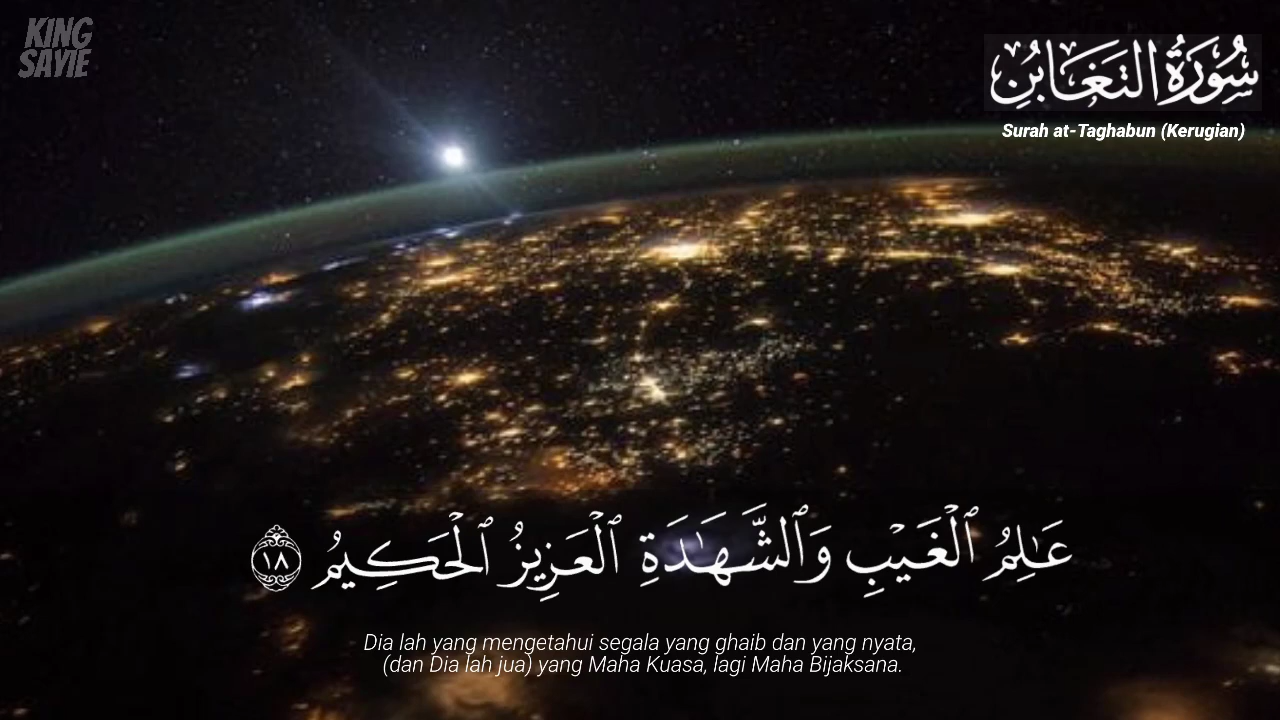 KING
SAYIE
سُورَةُ التَّغَابُنِ
Surah at-Taghabun (Kerugian)
عَـٰلِمُ ٱلْغَيْبِ وَٱلشَّهَـٰدَةِ ٱلْعَزِيزُ ٱلْحَكِيمُ ١٨
Dia lah yang mengetahui segala yang ghaib dan yang nyata,
(dan Dia lah jua) yang Maha Kuasa, lagi Maha Bijaksana.